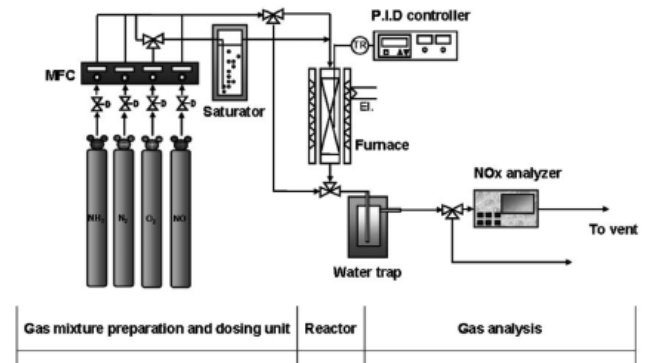 P.I.D controller
TR
MFC
Saturator
El.
Furnace
NH₃ N₂ O₂ NO
NOx analyzer
To vent
Water trap
Gas mixture preparation and dosing unit Reactor Gas analysis